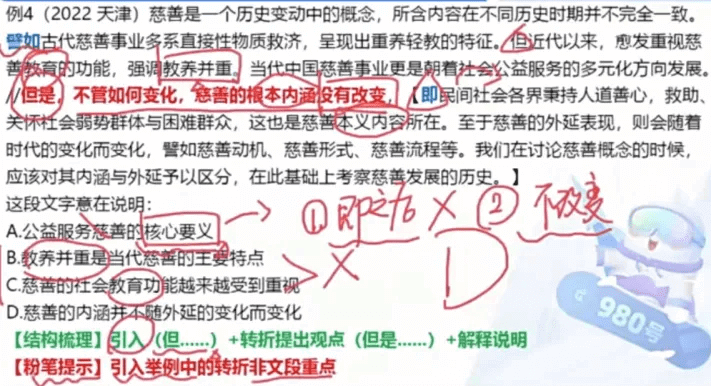 例4（2022 天津）慈善是一个历史变动中的概念，所含内容在不同历史时期并不完全一致。
譬如古代慈善事业多系直接性物质救济，呈现出重养轻教的特征。但近代以来，愈发重视慈
善教育的功能，强调教养并重。当代中国慈善事业更是朝着社会公益服务的多元化方向发展。
//但是，不管如何变化，慈善的根本内涵没有改变，【即民间社会各界秉持人道善心，救助、
关怀社会弱势群体与困难群众，这也是慈善本义内容所在。至于慈善的外延表现，则会随着
时代的变化而变化，譬如慈善动机、慈善形式、慈善流程等。我们在讨论慈善概念的时候，
应该对其内涵与外延予以区分，在此基础上考察慈善发展的历史。】
这段文字意在说明：
① 即之后 X ② 不改变
A.公益服务慈善的核心要义
B.教养并重是当代慈善的主要特点
X D
C.慈善的社会教育功能越来越受到重视
D.慈善的内涵并不随外延的变化而变化
980号
【结构梳理】引入（但……）+转折提出观点（但是……）+解释说明
【粉笔提示】引入举例中的转折非文段重点